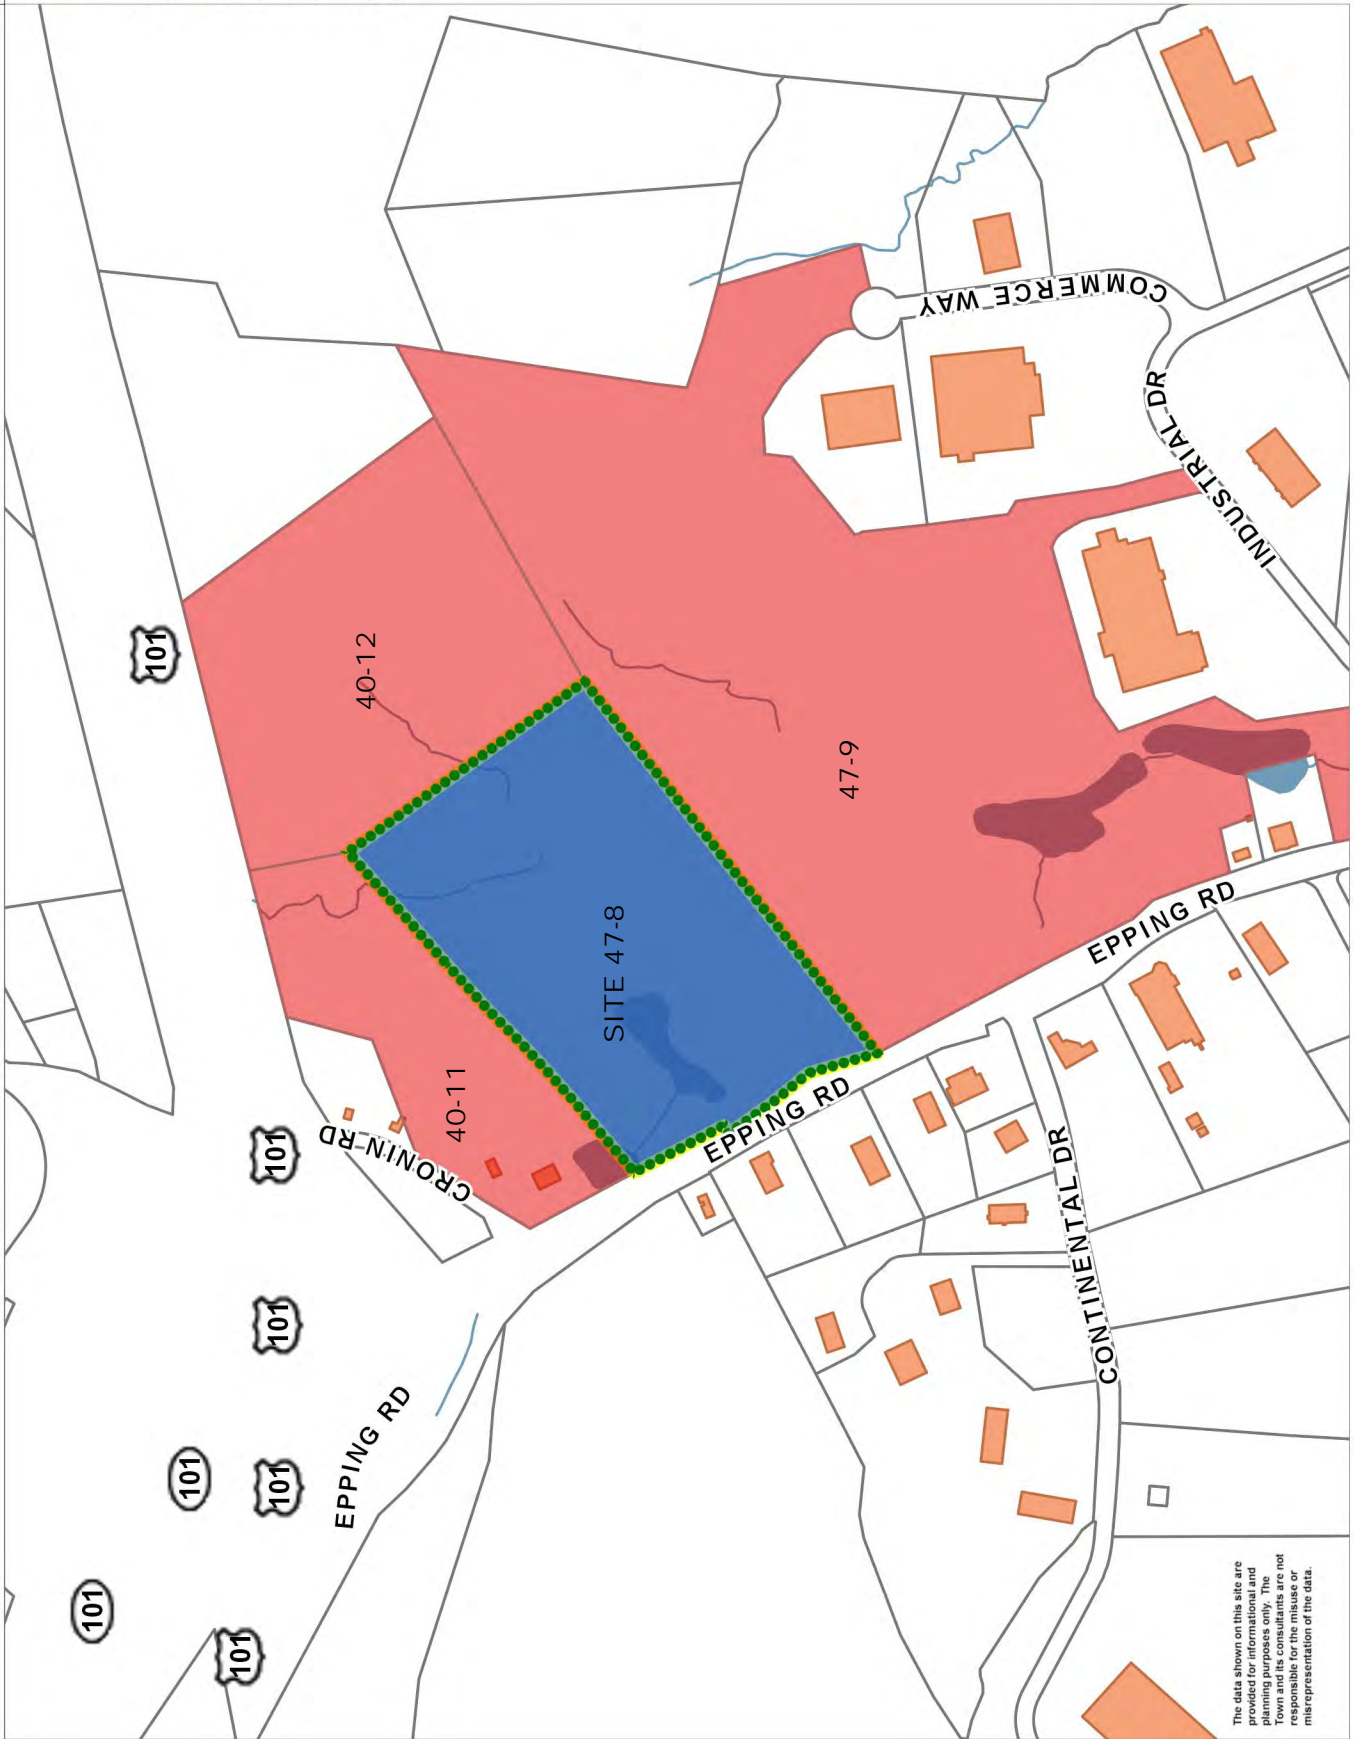 101
101
101
101
101
101
101
EPPING RD
CRONIN RD
40-11
40-12
SITE 47-8
47-9
EPPING RD
EPPING RD
CONTINENTAL DR
COMMERCE WAY
INDUSTRIAL DR
The data shown on this site are
provided for informational and
planning purposes only. The
Town and its consultants are not
responsible for the misuse or
misrepresentation of the data.